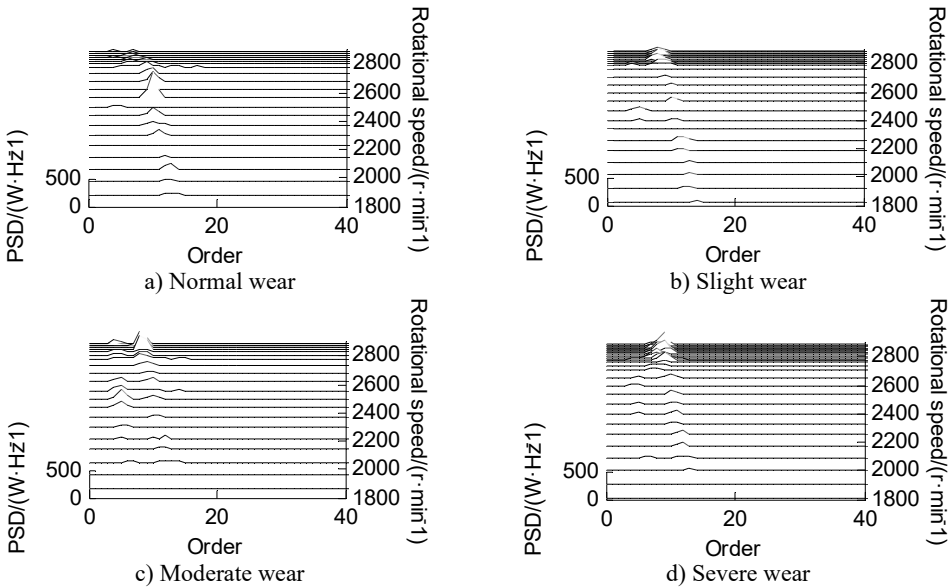 PSD/(W·Hz̄1)
500
0
2800
2600
2400
2200
2000
1800
Rotational speed/(r·min̄1)
0 20 40
Order
a) Normal wear
PSD/(W·Hz̄1)
500
0
2800
2600
2400
2200
2000
1800
Rotational speed/(r·min̄1)
0 20 40
Order
b) Slight wear
PSD/(W·Hz̄1)
500
0
2800
2600
2400
2200
2000
1800
Rotational speed/(r·min̄1)
0 20 40
Order
c) Moderate wear
PSD/(W·Hz̄1)
500
0
2800
2600
2400
2200
2000
1800
Rotational speed/(r·min̄1)
0 20 40
Order
d) Severe wear